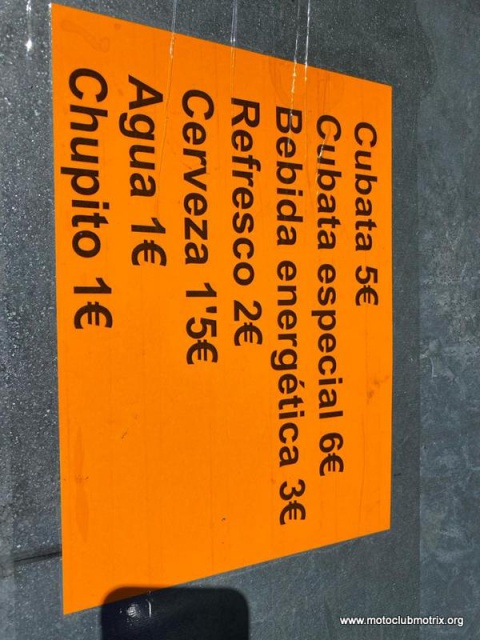 Cubata 5€
Cubata especial 6€
Bebida energética 3€
Refresco 2€
Cerveza 1'5€
Agua 1€
Chupito 1€
www.motoclubmotrix.org